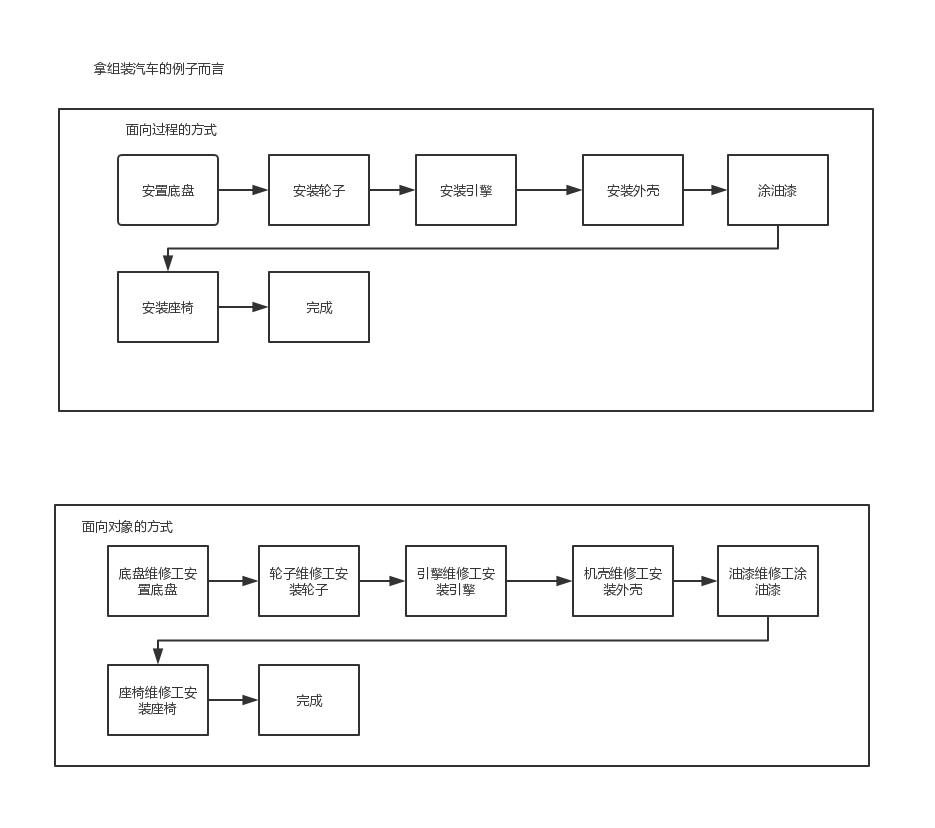 拿组装汽车的例子而言
面向过程的方式
安置底盘
安装轮子
安装引擎
安装外壳
涂油漆
安装座椅
完成
面向对象的方式
底盘维修工安
置底盘
轮子维修工安
装轮子
引擎维修工安
装引擎
机壳维修工安
装外壳
油漆维修工涂
油漆
座椅维修工安
装座椅
完成